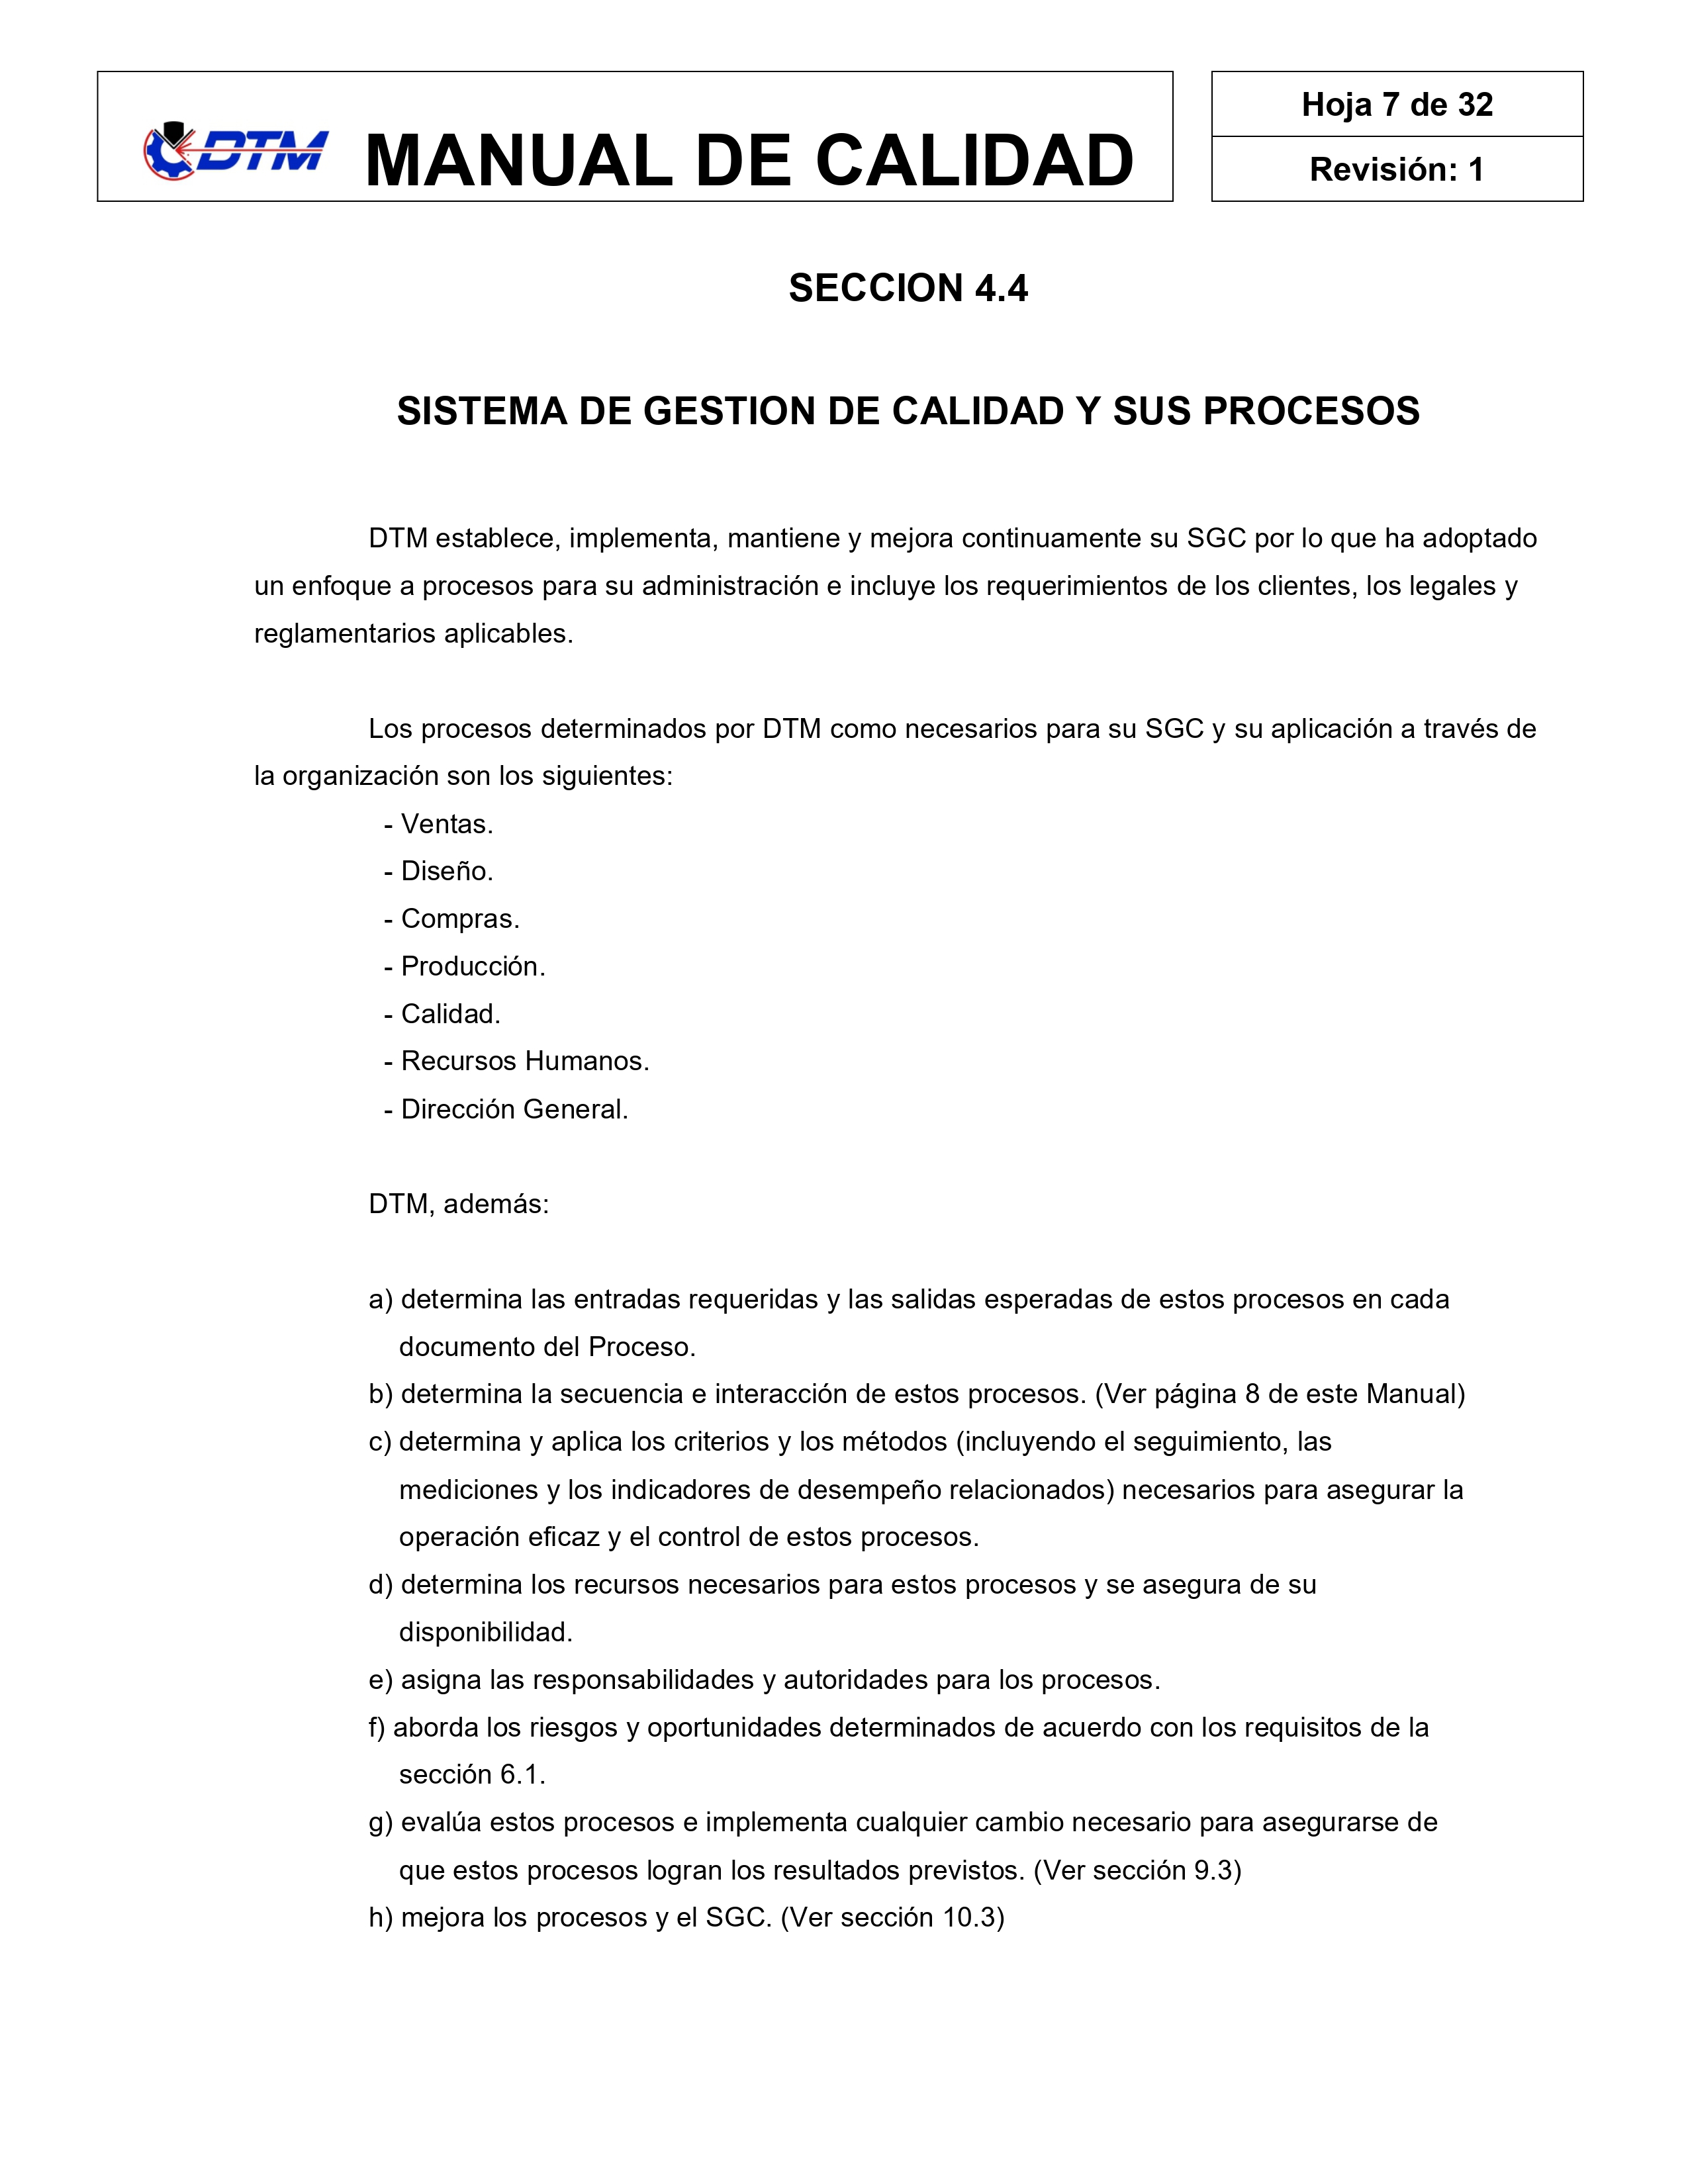 DTM
MANUAL DE CALIDAD
Hoja 7 de 32
Revisión: 1
SECCION 4.4
SISTEMA DE GESTION DE CALIDAD Y SUS PROCESOS
DTM establece, implementa, mantiene y mejora continuamente su SGC por lo que ha adoptado
un enfoque a procesos para su administración e incluye los requerimientos de los clientes, los legales y
reglamentarios aplicables.
Los procesos determinados por DTM como necesarios para su SGC y su aplicación a través de
la organización son los siguientes:
- Ventas.
- Diseño.
- Compras.
- Producción.
- Calidad.
- Recursos Humanos.
- Dirección General.
DTM, además:
a) determina las entradas requeridas y las salidas esperadas de estos procesos en cada
documento del Proceso.
b) determina la secuencia e interacción de estos procesos. (Ver página 8 de este Manual)
c) determina y aplica los criterios y los métodos (incluyendo el seguimiento, las
mediciones y los indicadores de desempeño relacionados) necesarios para asegurar la
operación eficaz y el control de estos procesos.
d) determina los recursos necesarios para estos procesos y se asegura de su
disponibilidad.
e) asigna las responsabilidades y autoridades para los procesos.
f) aborda los riesgos y oportunidades determinados de acuerdo con los requisitos de la
sección 6.1.
g) evalúa estos procesos e implementa cualquier cambio necesario para asegurarse de
que estos procesos logran los resultados previstos. (Ver sección 9.3)
h) mejora los procesos y el SGC. (Ver sección 10.3)